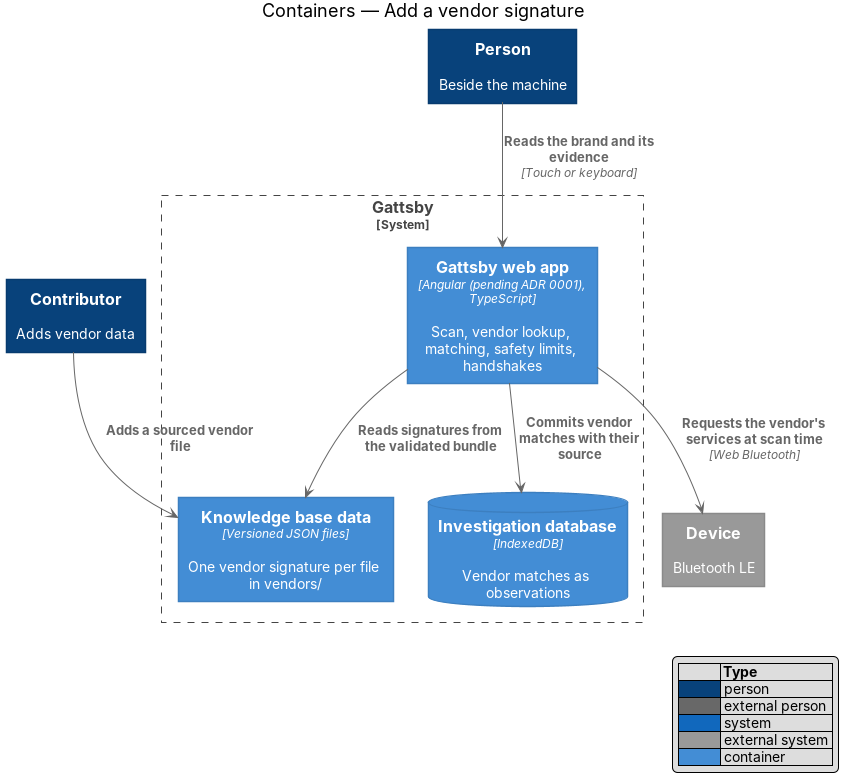 Containers — Add a vendor signature
Person
Beside the machine
Reads the brand and its
evidence
[Touch or keyboard]
Gattsby
[System]
Gattsby web app
[Angular (pending ADR 0001),
TypeScript]
Scan, vendor lookup,
matching, safety limits,
handshakes
Contributor
Adds vendor data
Adds a sourced vendor
file
Reads signatures from
the validated bundle
Commits vendor
matches with their
source
Requests the vendor's
services at scan time
[Web Bluetooth]
Knowledge base data
[Versioned JSON files]
One vendor signature per file
in vendors/
Investigation database
[IndexedDB]
Vendor matches as
observations
Device
Bluetooth LE
Type
person
external person
system
external system
container